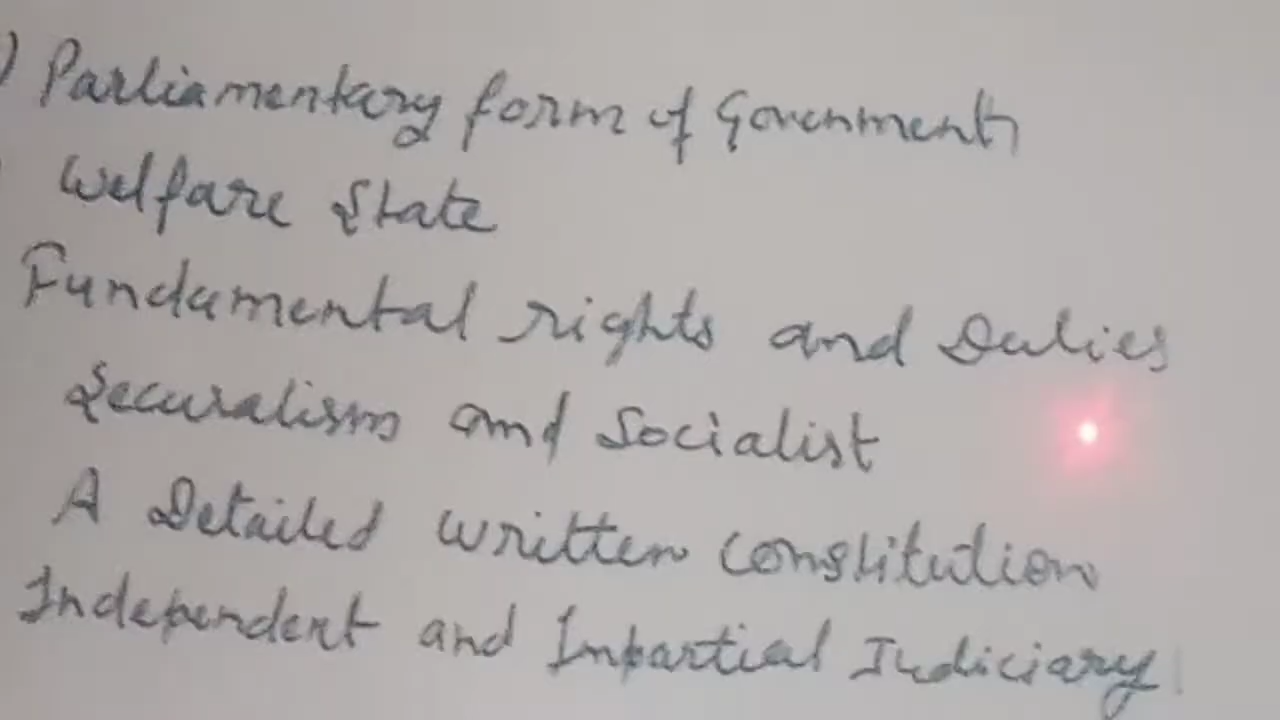 ) Parliamentary form of Government
Welfare State
Fundamental rights and Duties
Securalism and Socialist
A Detailed written constitution
Independent and Impartial Judiciary